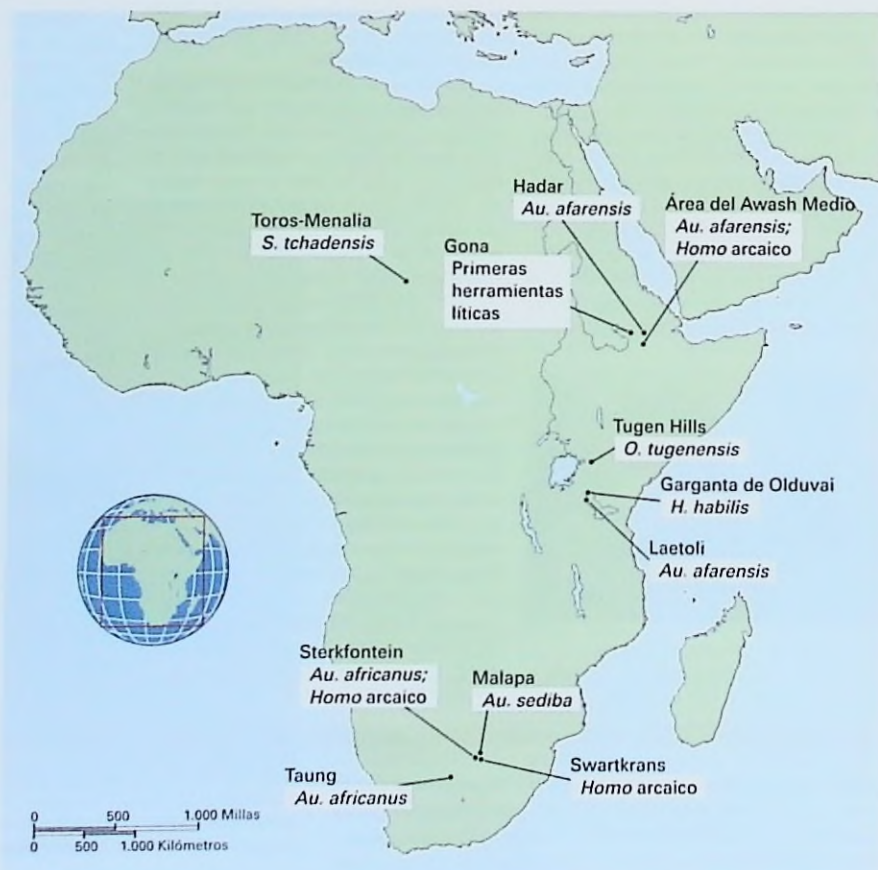 Hadar
Au. afarensis
Área del Awash Medio
Au. afarensis;
Homo arcaico
Toros-Menalia
S. tchadensis
Gona
Primeras
herramientas
líticas
Tugen Hills
O. tugenensis
Garganta de Olduvai
H. habilis
Laetoli
Au. afarensis
Sterkfontein
Au. africanus;
Homo arcaico
Malapa
Au. sediba
Swartkrans
Homo arcaico
Taung
Au. africanus
0 500 1.000 Millas
0 500 1.000 Kilómetros